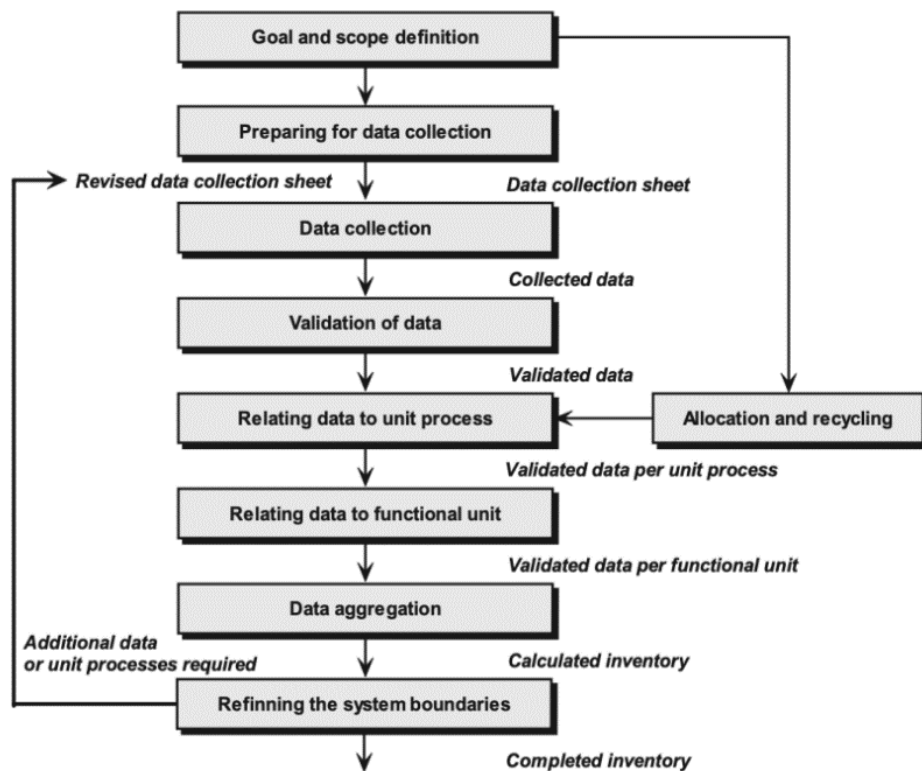 Goal and scope definition
Preparing for data collection
Revised data collection sheet
Data collection sheet
Data collection
Collected data
Validation of data
Validated data
Relating data to unit process
Allocation and recycling
Validated data per unit process
Relating data to functional unit
Validated data per functional unit
Data aggregation
Additional data
or unit processes required
Calculated inventory
Refinning the system boundaries
Completed inventory